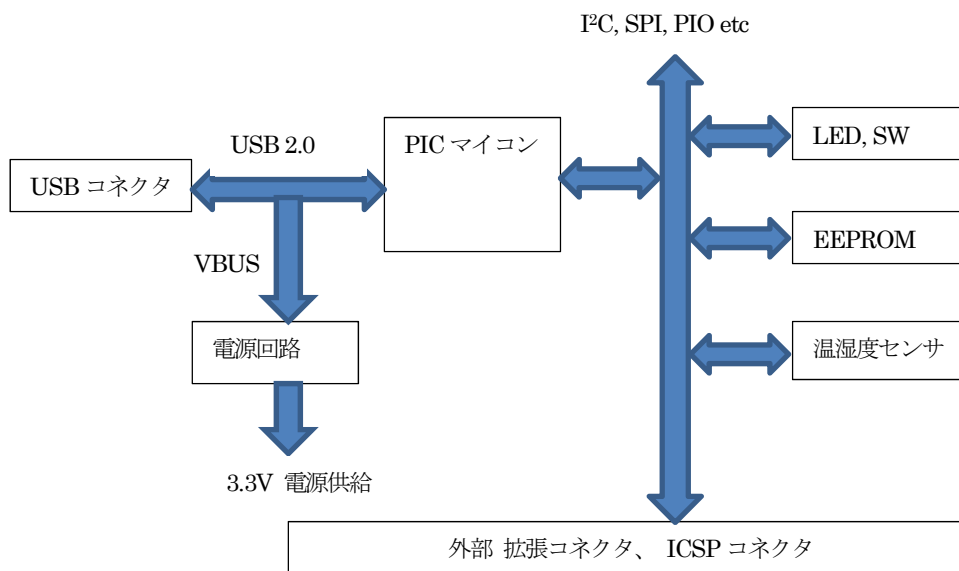 I²C, SPI, PIO etc
LED, SW
USB 2.0
PIC マイコン
USB コネクタ
EEPROM
VBUS
電源回路
温湿度センサ
3.3V 電源供給
外部 拡張コネクタ、 ICSP コネクタ